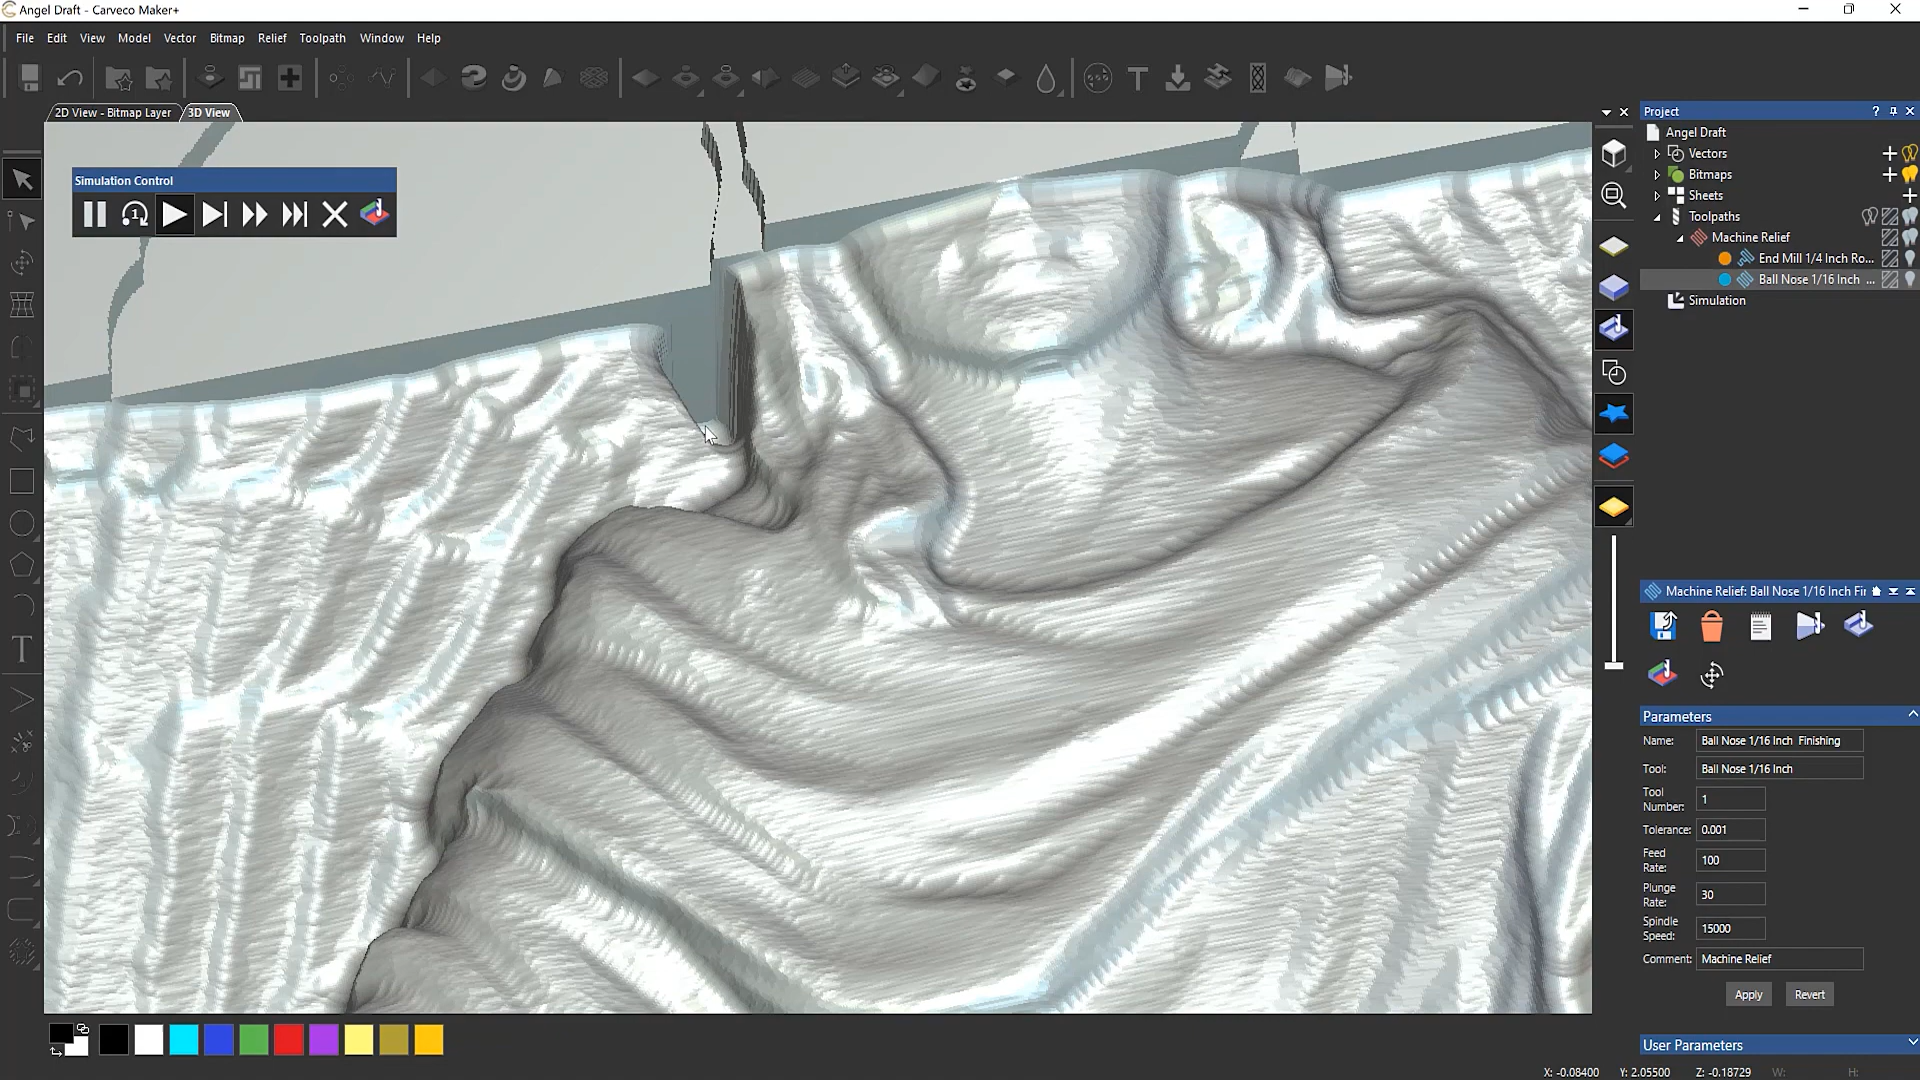 Angel Draft - Carveco Maker+
File Edit View Model Vector Bitmap Relief Toolpath Window Help
2D View - Bitmap Layer
3D View
Simulation Control
Project
Angel Draft
Vectors
Bitmaps
Sheets
Toolpaths
Machine Relief
End Mill 1/4 Inch Ro...
Ball Nose 1/16 Inch ...
Simulation
Machine Relief: Ball Nose 1/16 Inch Fi
Parameters
Name: Ball Nose 1/16 Inch Finishing
Tool: Ball Nose 1/16 Inch
Tool Number: 1
Tolerance: 0.001
Feed Rate: 100
Plunge Rate: 30
Spindle Speed: 15000
Comment: Machine Relief
Apply Revert
User Parameters
X: -0.08400 Y: 2.05500 Z: -0.18729 W: H: